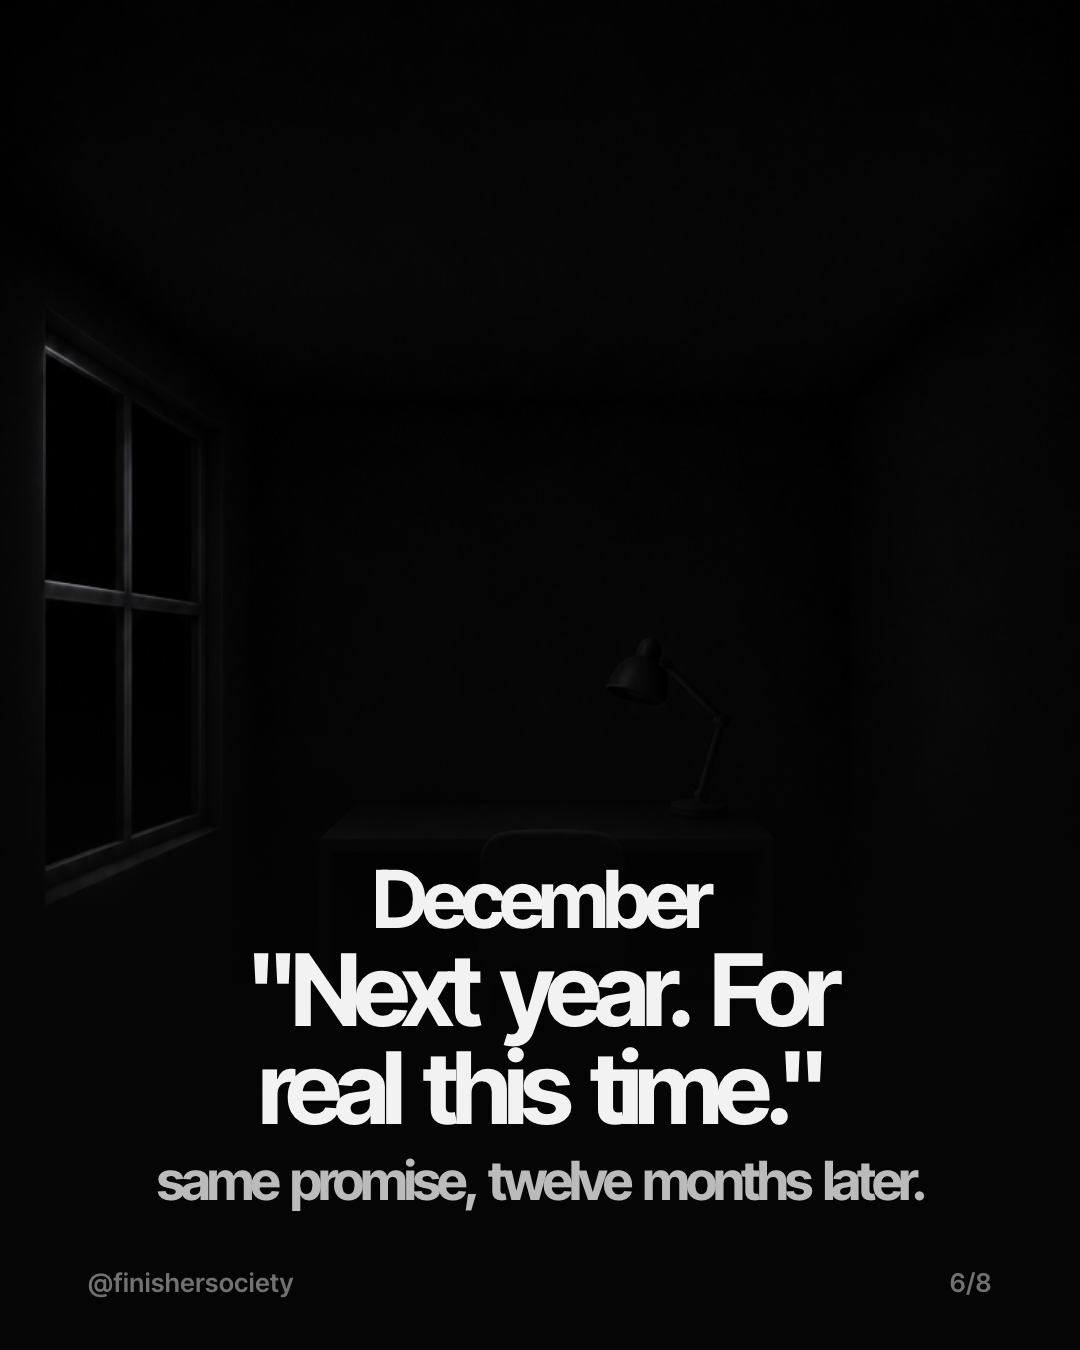 December
"Next year. For
real this time."
same promise, twelve months later.
@finishersociety
6/8